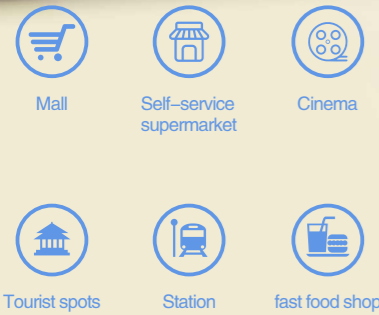 Mall
Self-service
supermarket
Cinema
Tourist spots
Station
fast food shop